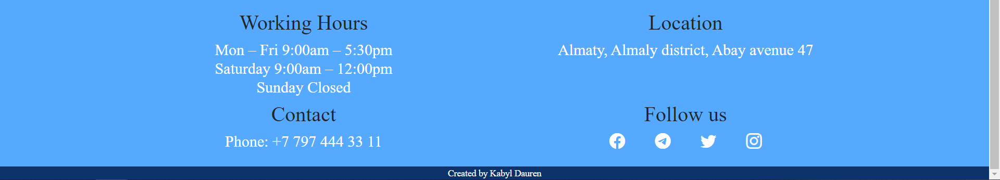 Working Hours
Mon – Fri 9:00am – 5:30pm
Saturday 9:00am – 12:00pm
Sunday Closed
Location
Almaty, Almaly district, Abay avenue 47
Contact
Phone: +7 797 444 33 11
Follow us
Created by Kabyl Dauren